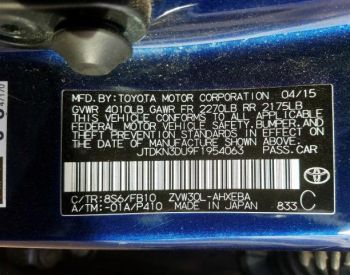 MFD.BY:TOYOTA MOTOR CORPORATION 04/15
GVWR 4010LB GAWR FR 2270LB RR 2175LB
THIS VEHICLE CONFORMS TO ALL APPLICABLE
FEDERAL MOTOR VEHICLE SAFETY AND
THEFT PREVENTION STANDARDS IN EFFECT ON
THE DATE OF MANUFACTURE SHOWN ABOVE.
JTDKN3DU9F1954063 PASS.CAR
C/TR:8S6/FB10 ZVW30L-AHXEBA
A/TM:-01A/P410 MADE IN JAPAN 833 C